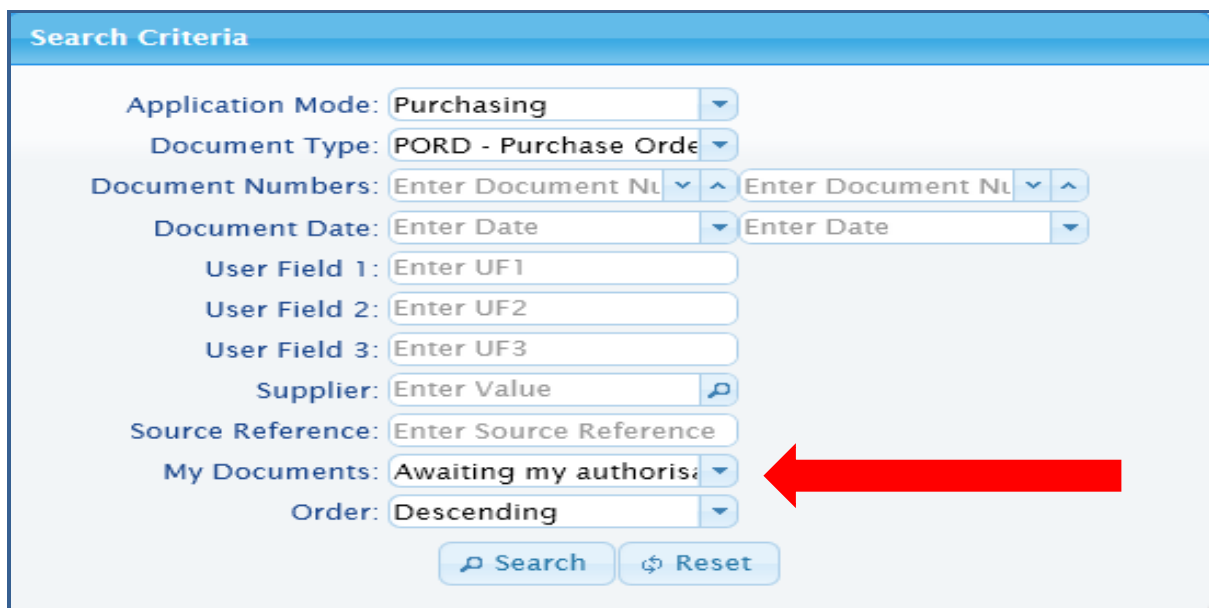 Search Criteria
Application Mode: Purchasing
Document Type: PORD - Purchase Orde
Document Numbers: Enter Document Nu Enter Document Nu
Document Date: Enter Date Enter Date
User Field 1: Enter UF1
User Field 2: Enter UF2
User Field 3: Enter UF3
Supplier: Enter Value
Source Reference: Enter Source Reference
My Documents: Awaiting my authorisa
Order: Descending
Search Reset